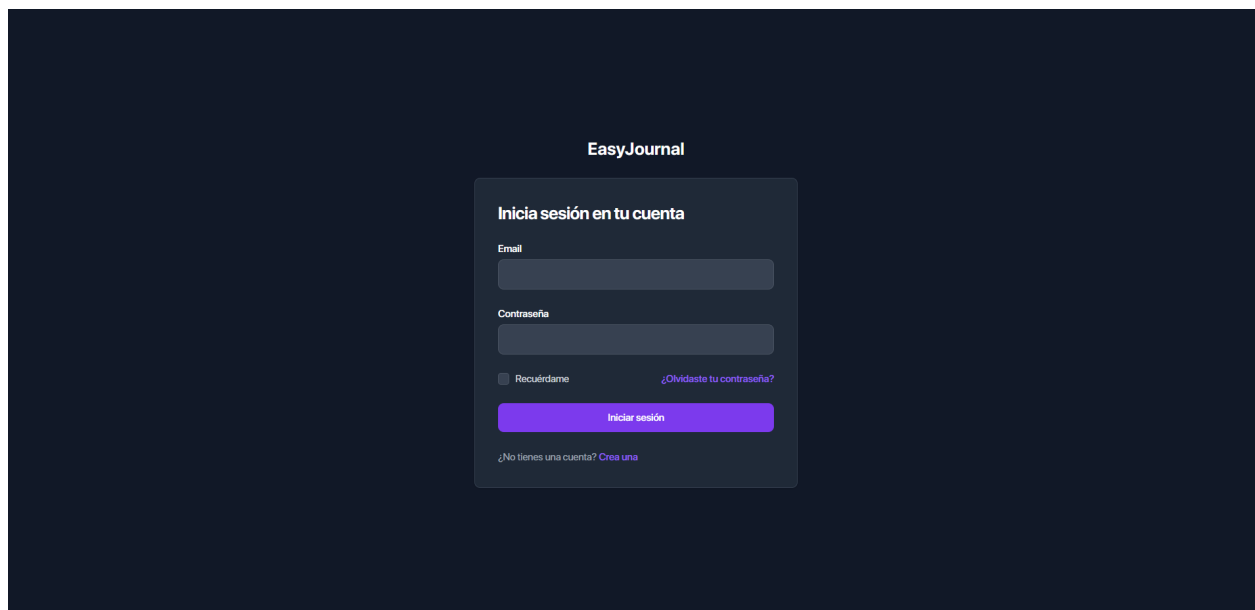 EasyJournal
Inicia sesión en tu cuenta
Email
Contraseña
Recuérdame
¿Olvidaste tu contraseña?
Iniciar sesión
¿No tienes una cuenta? Crea una